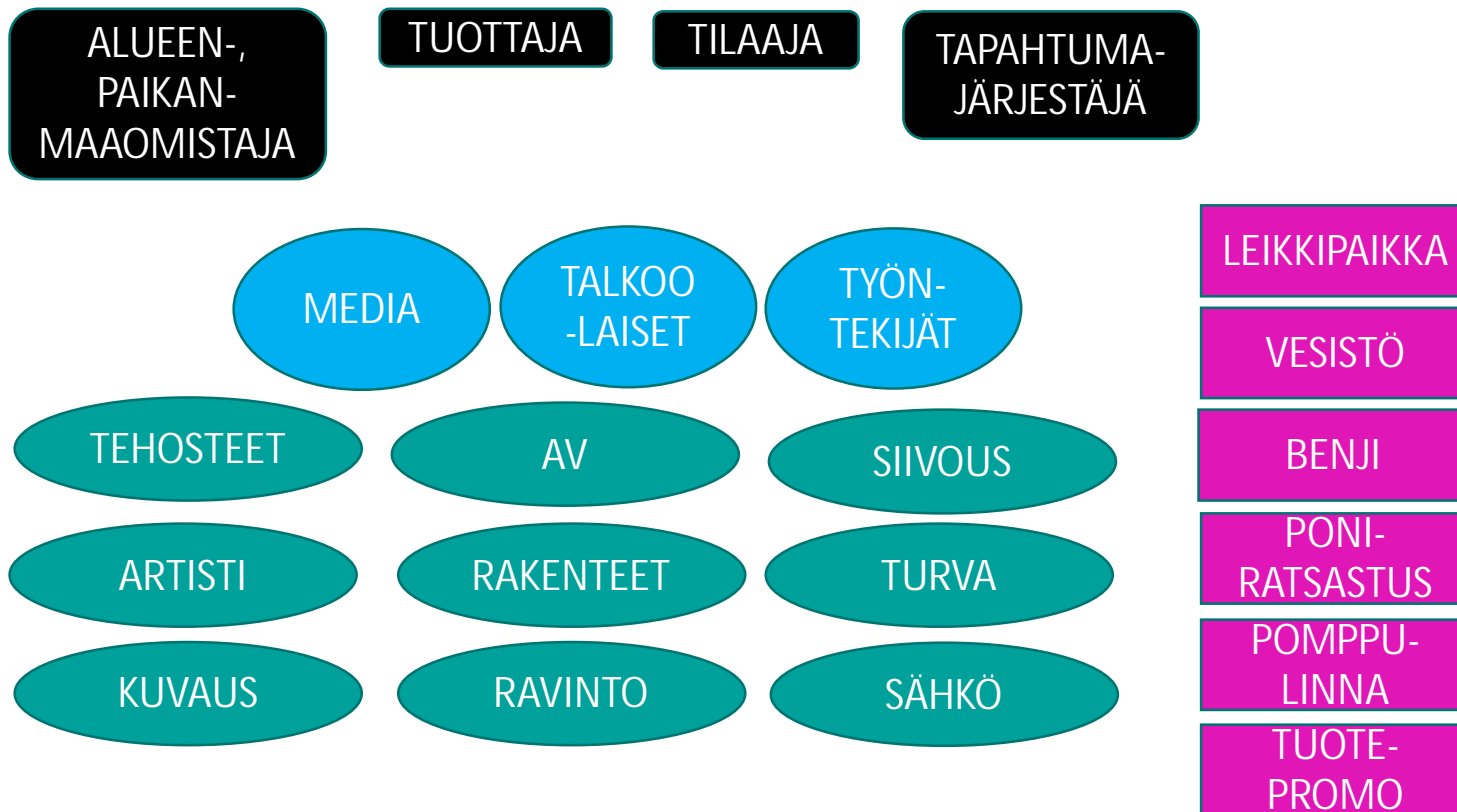 ALUEEN-,
PAIKAN-
MAAOMISTAJA
TUOTTAJA
TILAAJA
TAPAHTUMA-
JÄRJESTÄJÄ
MEDIA
TALKOO
-LAISET
TYÖN-
TEKIJÄT
TEHOSTEET
AV
SIIVOUS
ARTISTI
RAKENTEET
TURVA
KUVAUS
RAVINTO
SÄHKÖ
LEIKKIPAIKKA
VESISTÖ
BENJI
PONI-
RATSASTUS
POMPPU-
LINNA
TUOTE-
PROMO